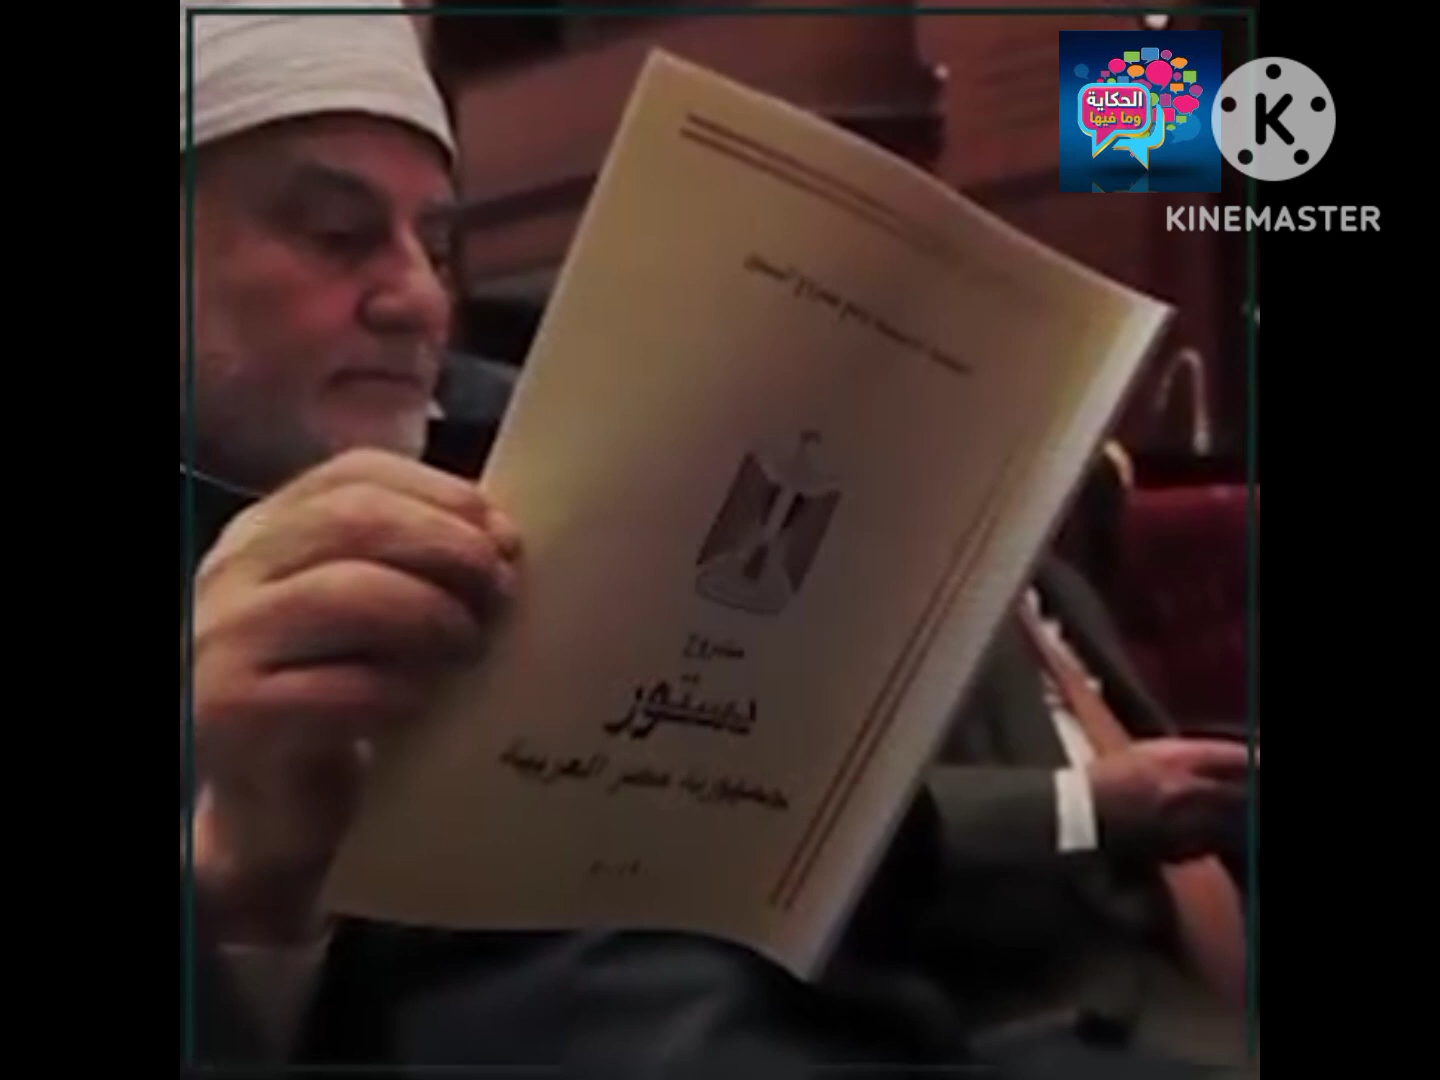 الحكاية
وما فيها
K
KINEMASTER
مشروع
دستور
جمهورية مصر العربية